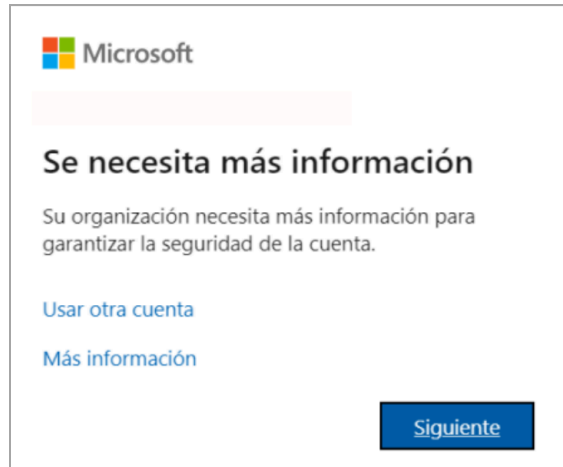 Microsoft
Se necesita más información
Su organización necesita más información para
garantizar la seguridad de la cuenta.
Usar otra cuenta
Más información
Siguiente